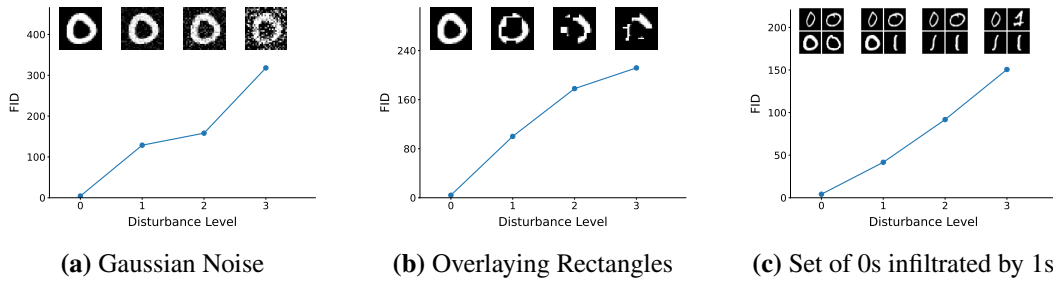 400
300
200
100
0
FID
0 1 2 3
Disturbance Level
(a) Gaussian Noise
240
160
80
0
FID
0 1 2 3
Disturbance Level
(b) Overlaying Rectangles
200
150
100
50
0
FID
0 1 2 3
Disturbance Level
(c) Set of 0s infiltrated by 1s